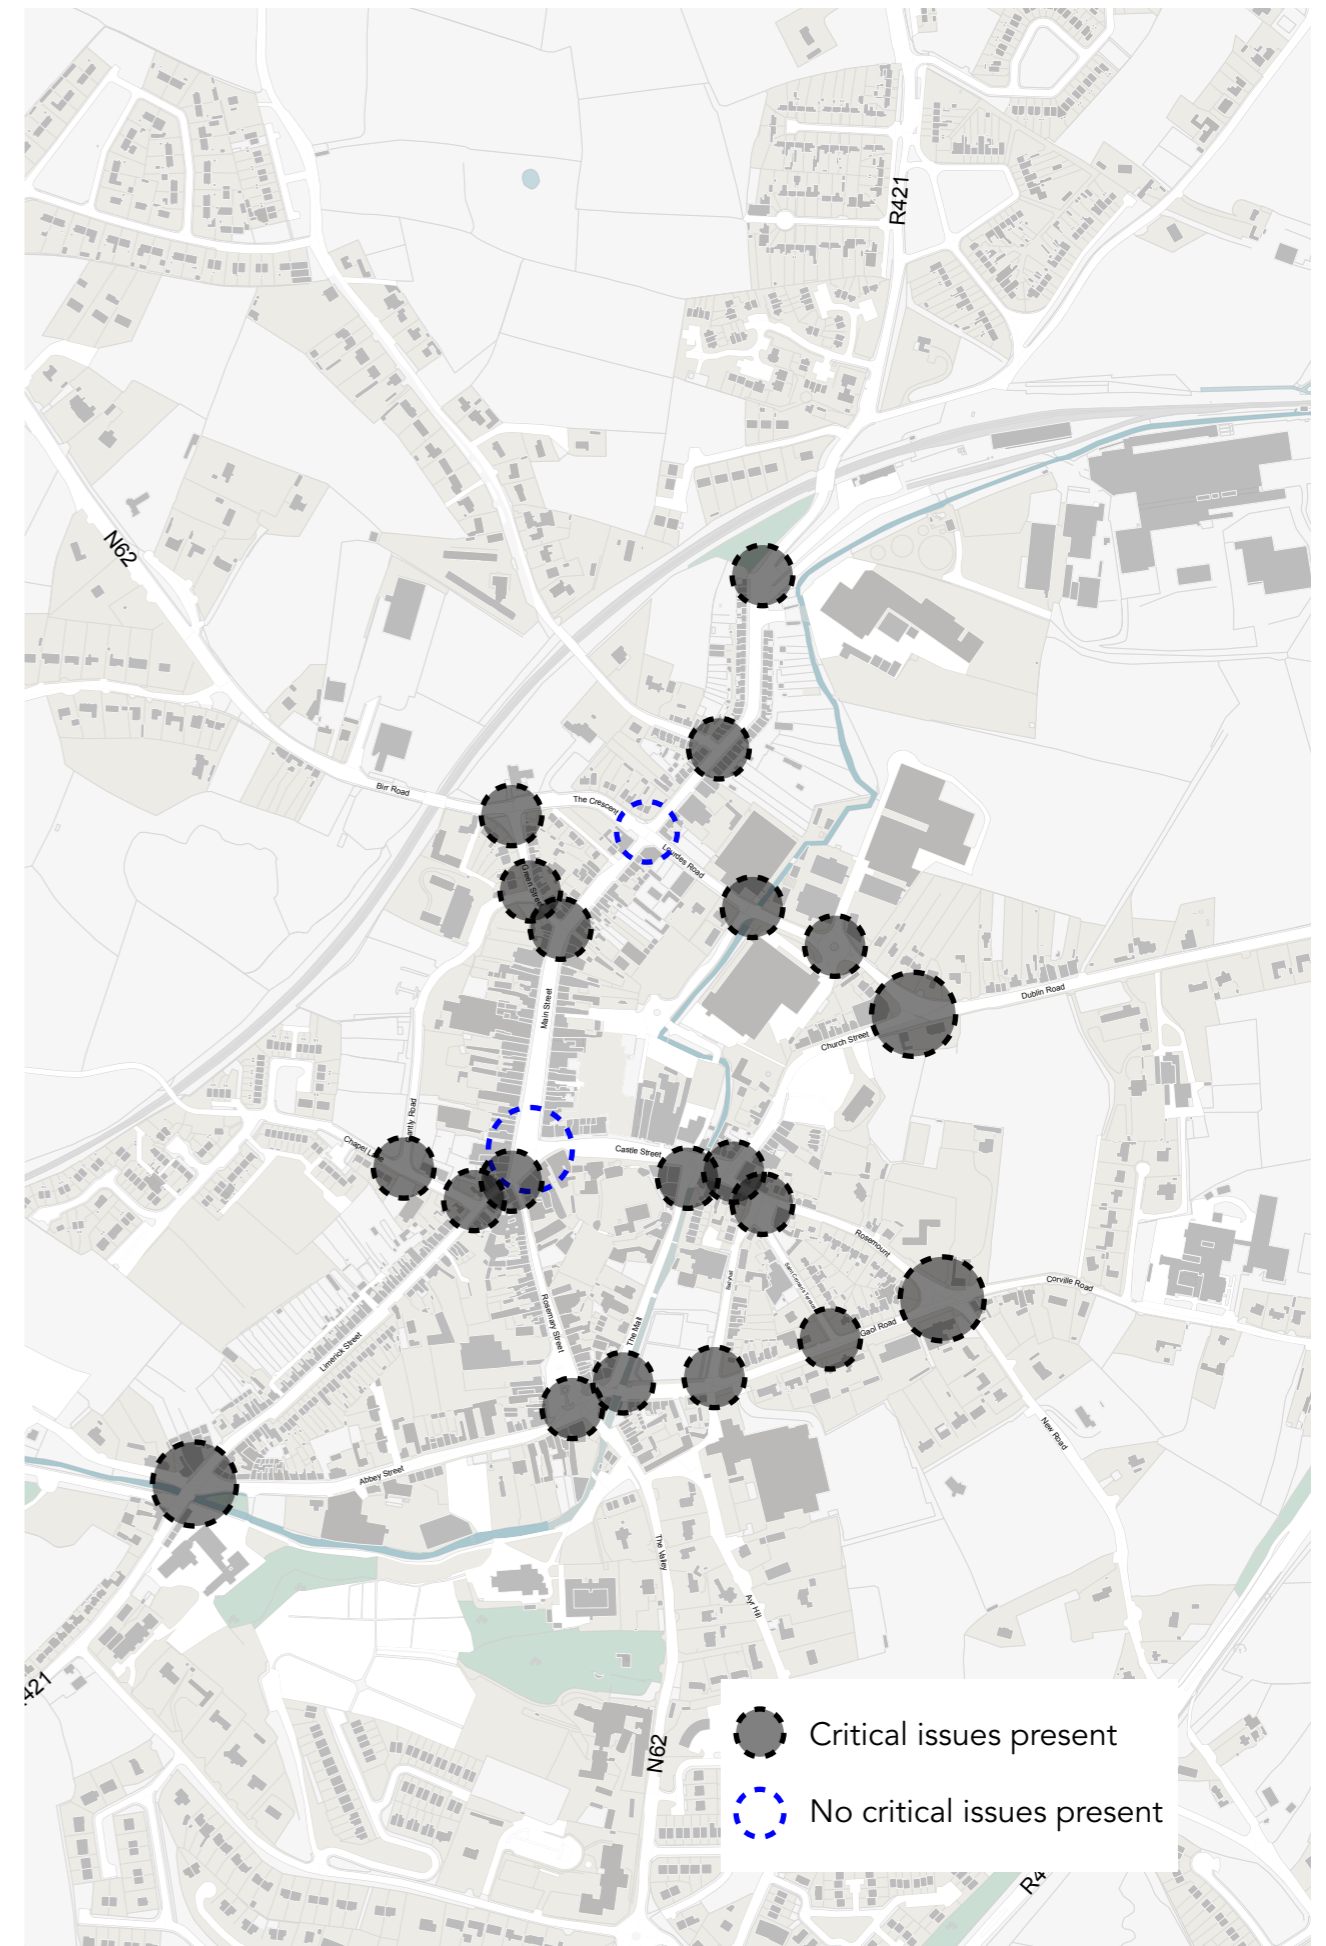 R421
N62
Birr Road
The Crescent
Lourdes Road
Green Street
Main Street
Dublin Road
Church Street
Chapel
Castle Street
Rosemount
Corville Road
Gaol Road
Rosemary Street
The Mall
Limerick Street
New Road
Abbey Street
The Valley
Ayr Hill
N62
Critical issues present
No critical issues present